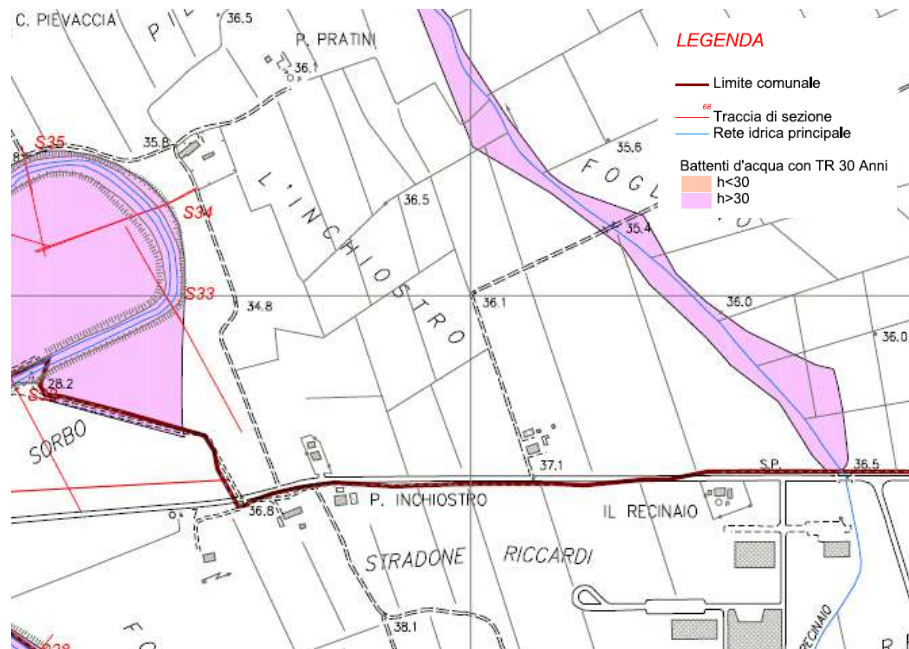 C. PIEVACCIA
36.5
P. PRATINI
36.1
LEGENDA
Limite comunale
68
Traccia di sezione
Rete idrica principale
Battenti d'acqua con TR 30 Anni
h<30
h>30
S35
35.8
35.6
L'INCHIOSTRO
36.5
S34
35.4
S33
34.8
36.1
36.0
36.0
28.2
SORBO
37.1
S.P.
36.5
36.8
P. INCHIOSTRO
IL RECINAIO
STRADONE RICCARDI
38.1
RECINAIO